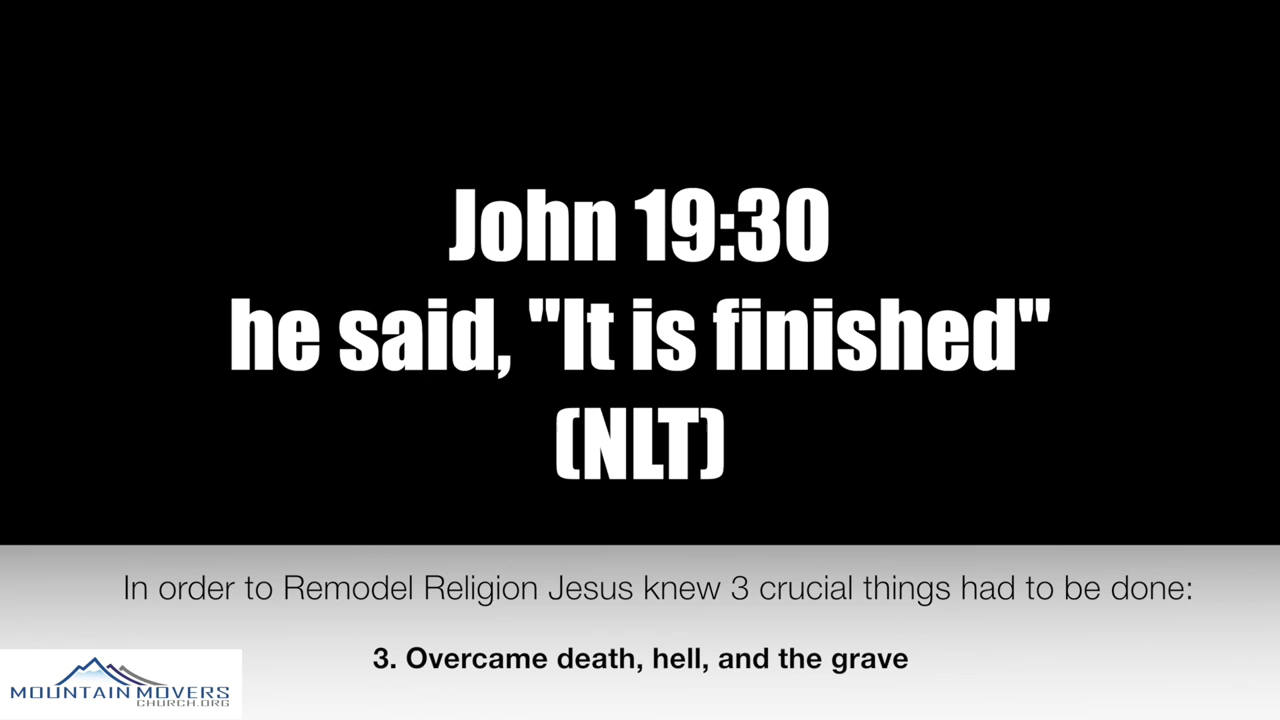 John 19:30
he said, "It is finished"
(NLT)
In order to Remodel Religion Jesus knew 3 crucial things had to be done:
3. Overcame death, hell, and the grave
MOUNTAIN MOVERS
CHURCH.ORG